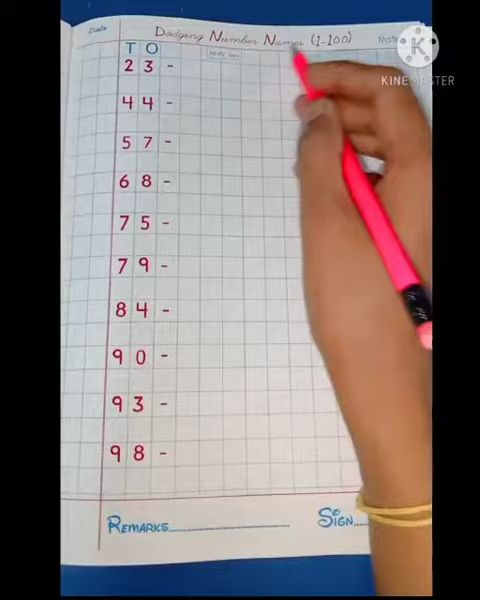 Date
Dodging Number Names (1-100)
KINEMASTER
T O
2 3 -
4 4 -
5 7 -
6 8 -
7 5 -
7 9 -
8 4 -
9 0 -
9 3 -
9 8 -
REMARKS
SIGN